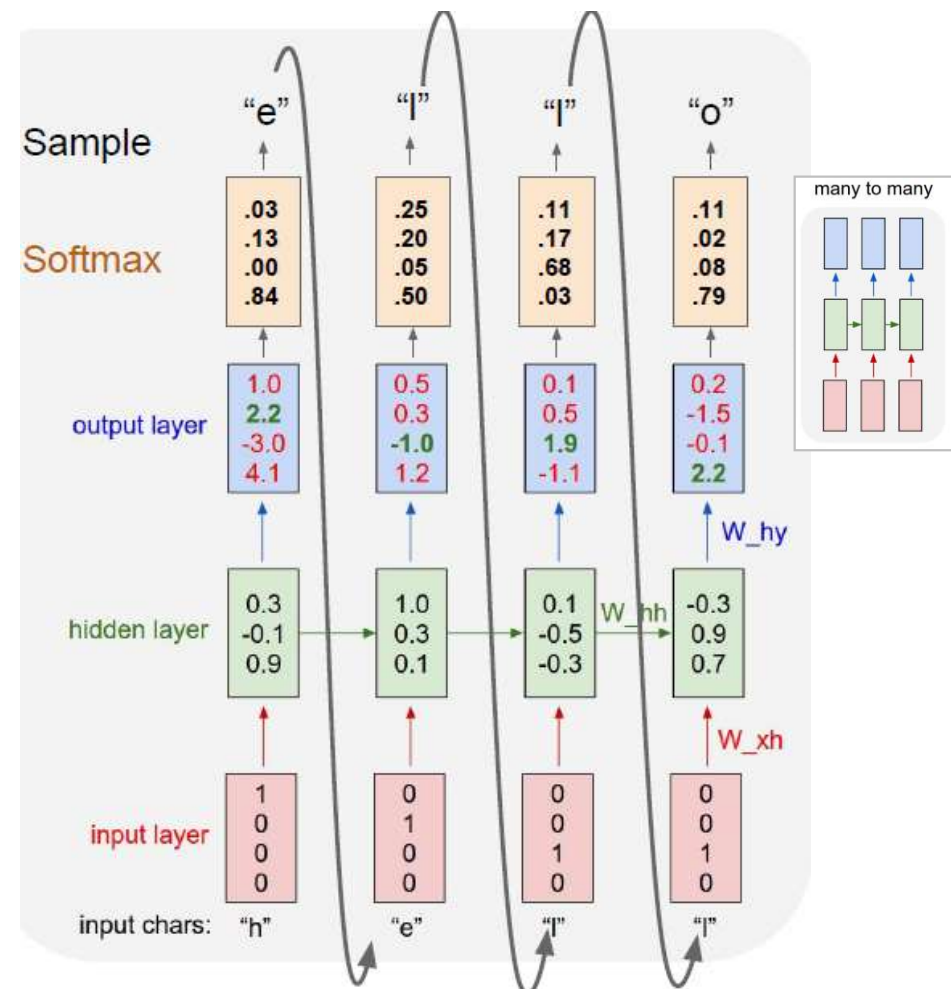 “e” “l” “l” “o”
Sample
many to many
.03 .25 .11 .11
.13 .20 .17 .02
Softmax
.00 .05 .68 .08
.84 .50 .03 .79
1.0 0.5 0.1 0.2
2.2 0.3 0.5 -1.5
output layer
-3.0 -1.0 1.9 -0.1
4.1 1.2 -1.1 2.2
W_hy
0.3 1.0 0.1 -0.3
W_hh
hidden layer
-0.1 0.3 -0.5 0.9
0.9 0.1 -0.3 0.7
W_xh
1 0 0 0
0 1 0 0
input layer
0 0 1 1
0 0 0 0
input chars: “h” “e” “l” “l”